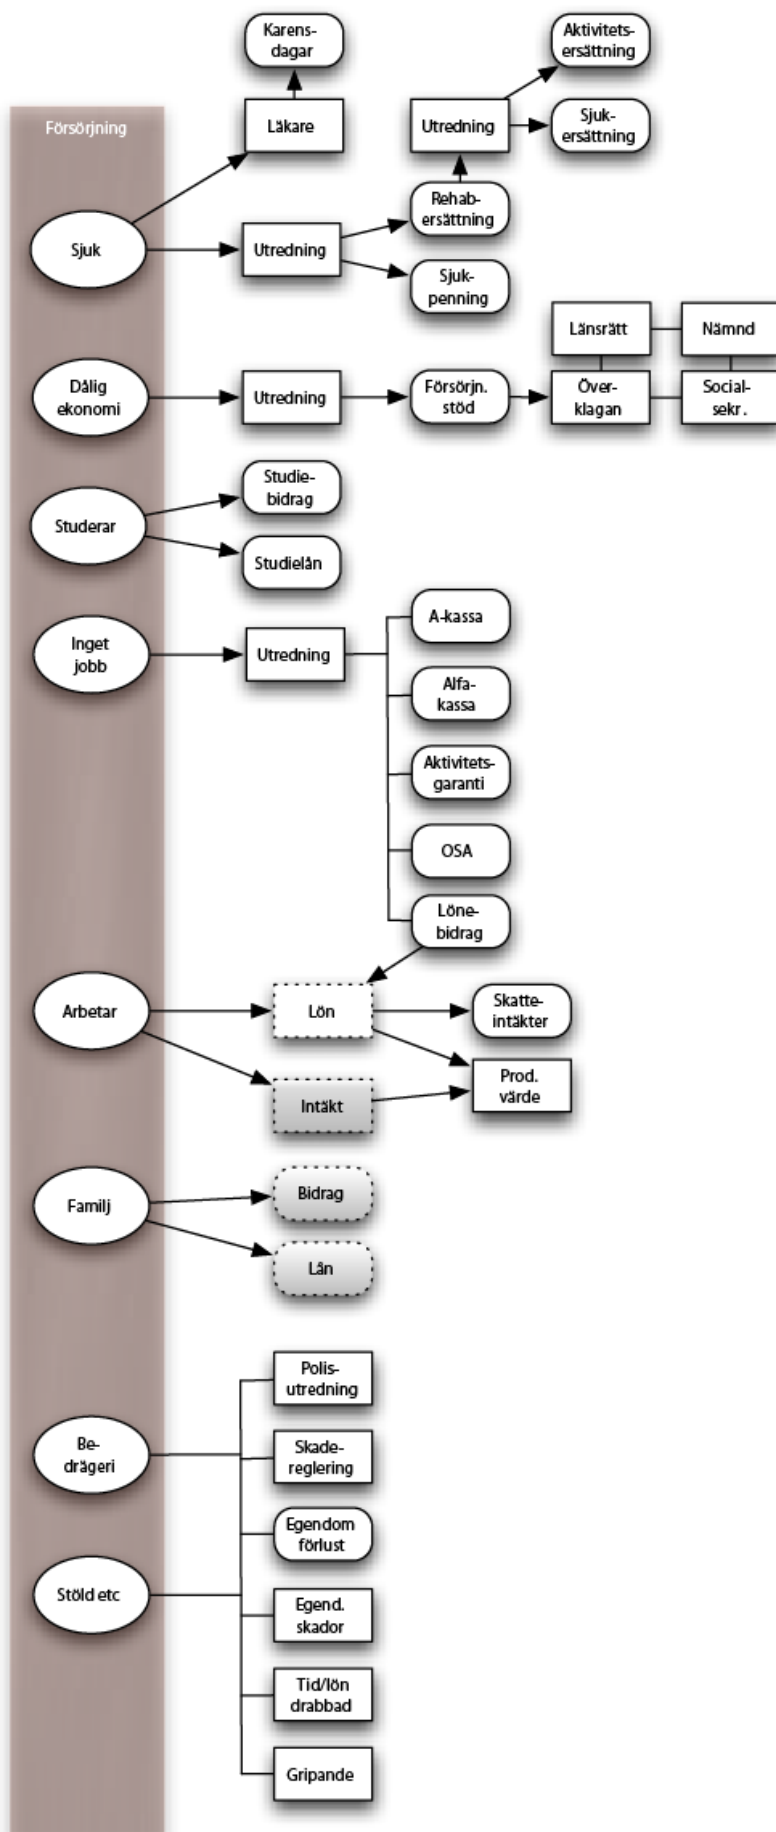 Karens-
dagar
Aktivitets-
ersättning
Försörjning
Läkare
Utredning
Sjuk-
ersättning
Rehab-
ersättning
Sjuk
Utredning
Sjuk-
penning
Länsrätt
Nämnd
Dålig
ekonomi
Utredning
Försörjn.
stöd
Över-
klagan
Social-
sekr.
Studerar
Studie-
bidrag
Studielån
Inget
jobb
Utredning
A-kassa
Alfa-
kassa
Aktivitets-
garanti
OSA
Löne-
bidrag
Arbetar
Lön
Skatte-
intäkter
Intäkt
Prod.
värde
Familj
Bidrag
Lån
Polis-
utredning
Be-
drägeri
Skade-
reglering
Egendom
förlust
Stöld etc
Egend.
skador
Tid/lön
drabbad
Gripande